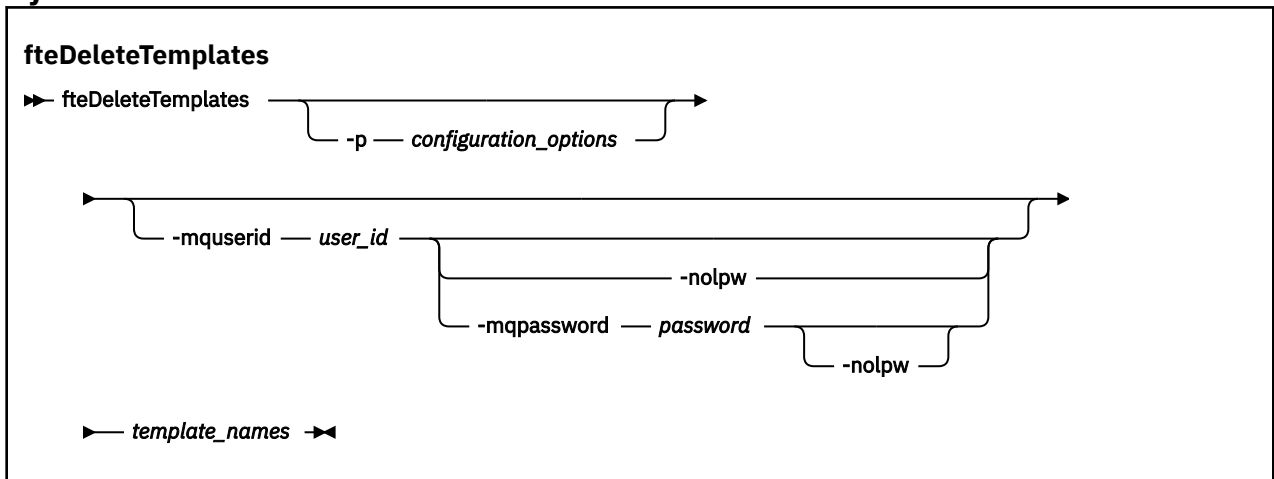 fteDeleteTemplates
fteDeleteTemplates
-p configuration_options
-mquserid user_id
-nolpw
-mqpassword password
-nolpw
template_names